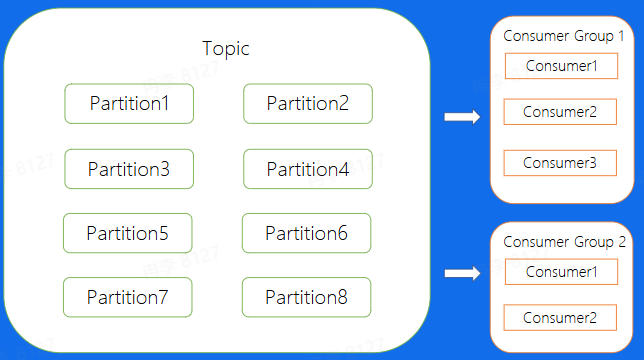 Topic
Partition1
Partition2
Partition3
Partition4
Partition5
Partition6
Partition7
Partition8
Consumer Group 1
Consumer1
Consumer2
Consumer3
Consumer Group 2
Consumer1
Consumer2